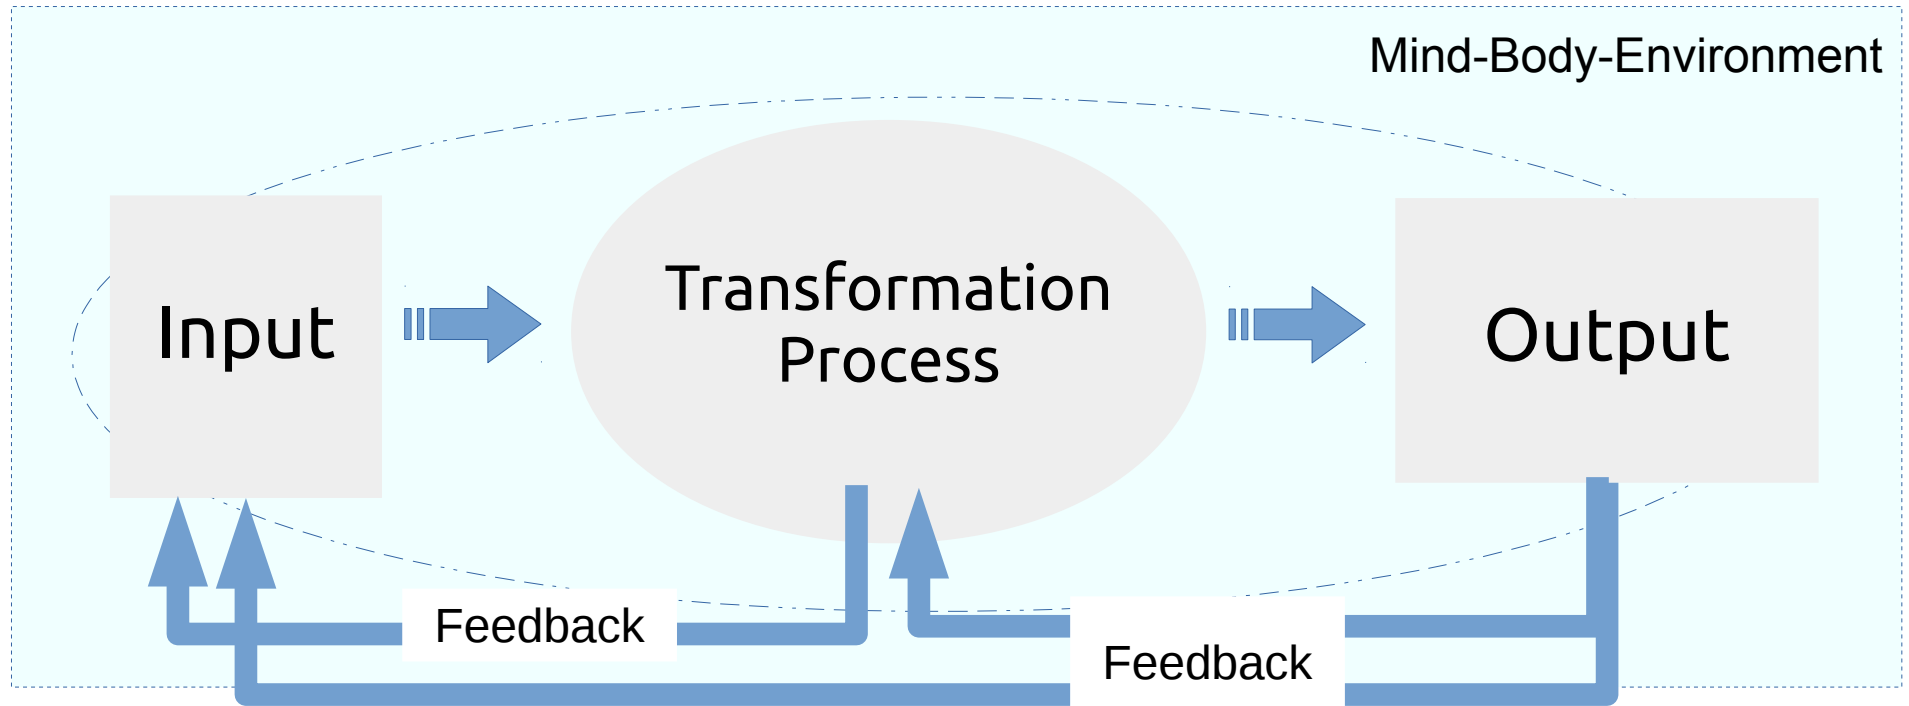 Mind-Body-Environment
Input
Transformation
Process
Output
Feedback
Feedback